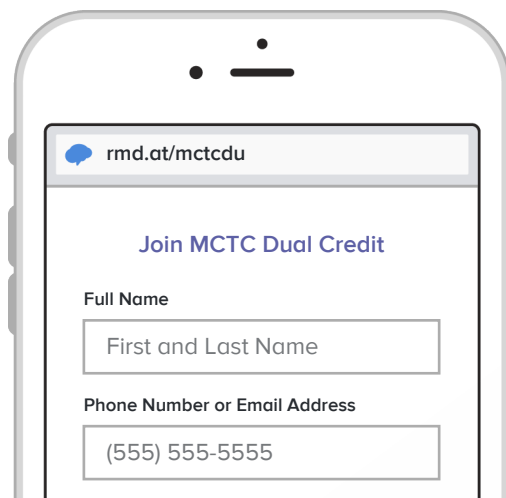 rmd.at/mctcdu
Join MCTC Dual Credit
Full Name
First and Last Name
Phone Number or Email Address
(555) 555-5555